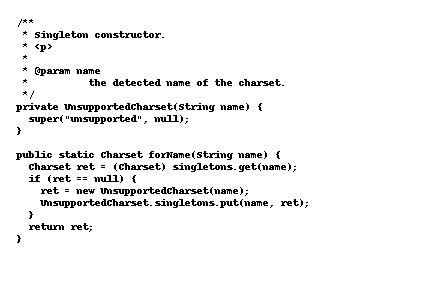 /**
 * Singleton constructor.
 * <p>
 *
 * @param name
 *          the detected name of the charset.
 */
private UnsupportedCharset(String name) {
  super("unsupported", null);
}

public static Charset forName(String name) {
  Charset ret = (Charset) singletons.get(name);
  if (ret == null) {
    ret = new UnsupportedCharset(name);
    UnsupportedCharset.singletons.put(name, ret);
  }
  return ret;
}